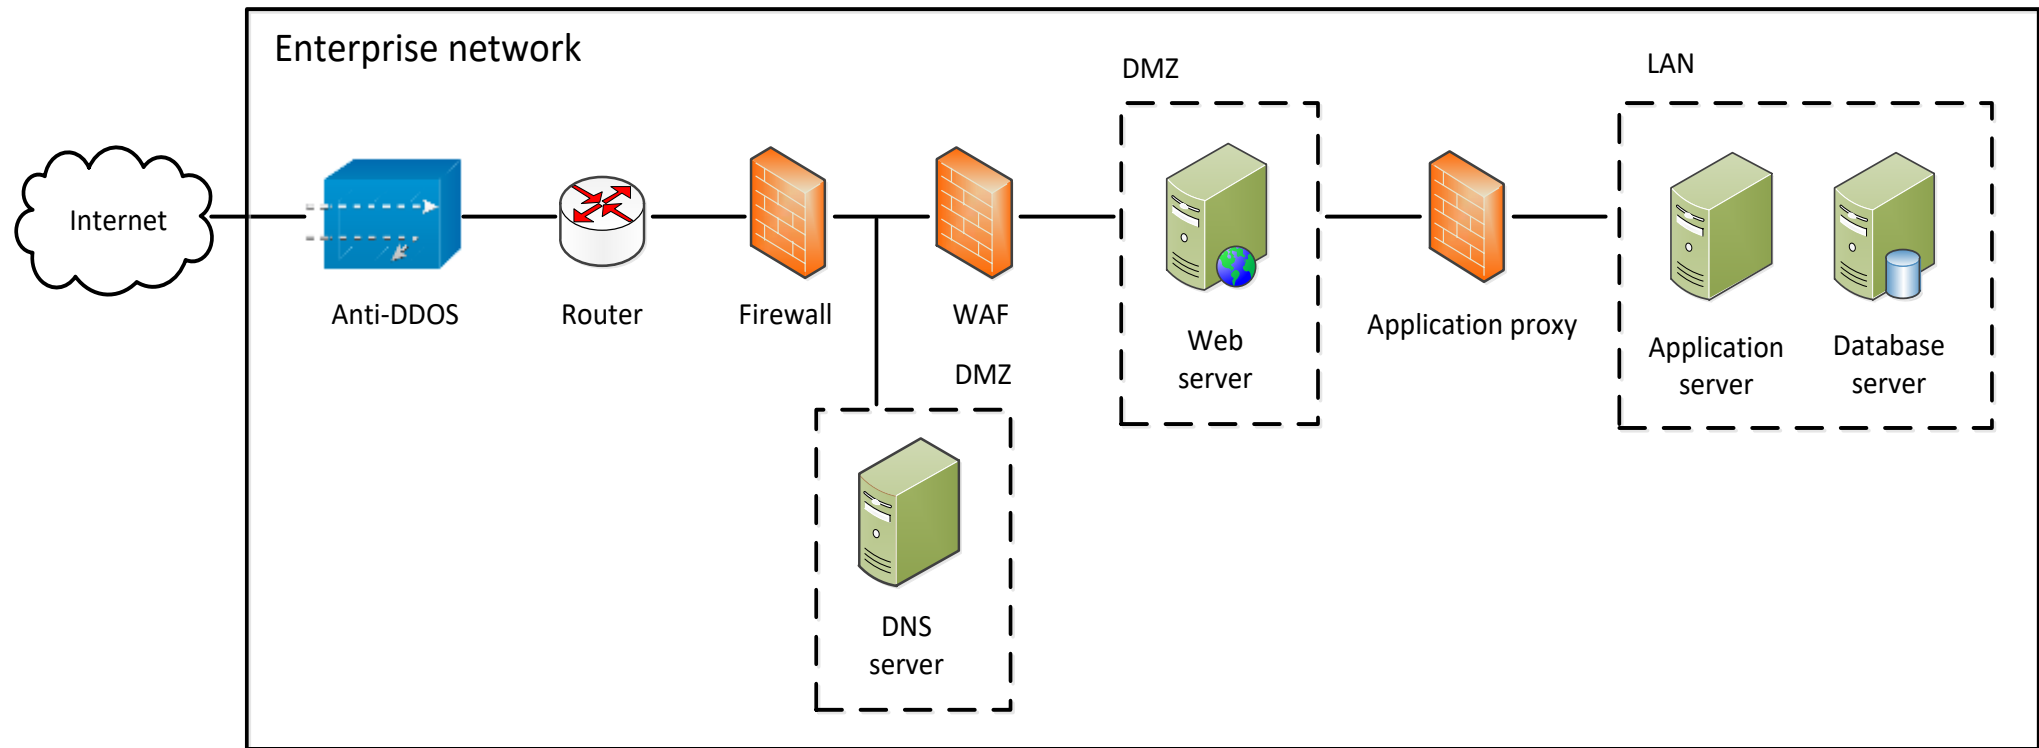 Enterprise network
DMZ
LAN
Internet
Anti-DDOS
Router
Firewall
WAF
Application proxy
Web
server
Application
server
Database
server
DMZ
DNS
server